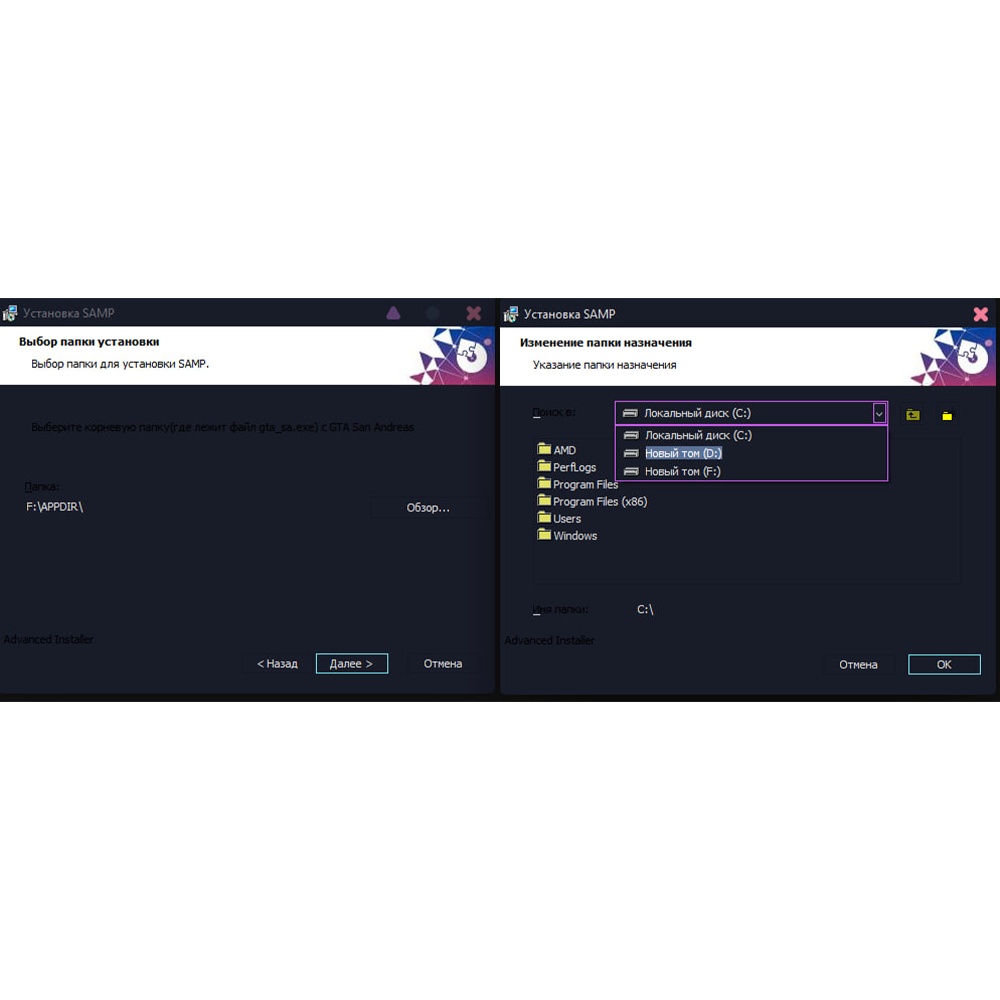 Установка SAMP
Выбор папки установки
Выбор папки для установки SAMP.
Выберите корневую папку(где лежит файл gta_sa.exe) с GTA San Andreas
Папка:
F:\APPDIR\
Обзор...
Advanced Installer
< Назад
Далее >
Отмена
Установка SAMP
Изменение папки назначения
Указание папки назначения
Поиск в:
Локальный диск (C:)
Локальный диск (C:)
Новый том (D:)
Новый том (F:)
AMD
PerfLogs
Program Files
Program Files (x86)
Users
Windows
Имя папки:
C:\
Advanced Installer
Отмена
OK